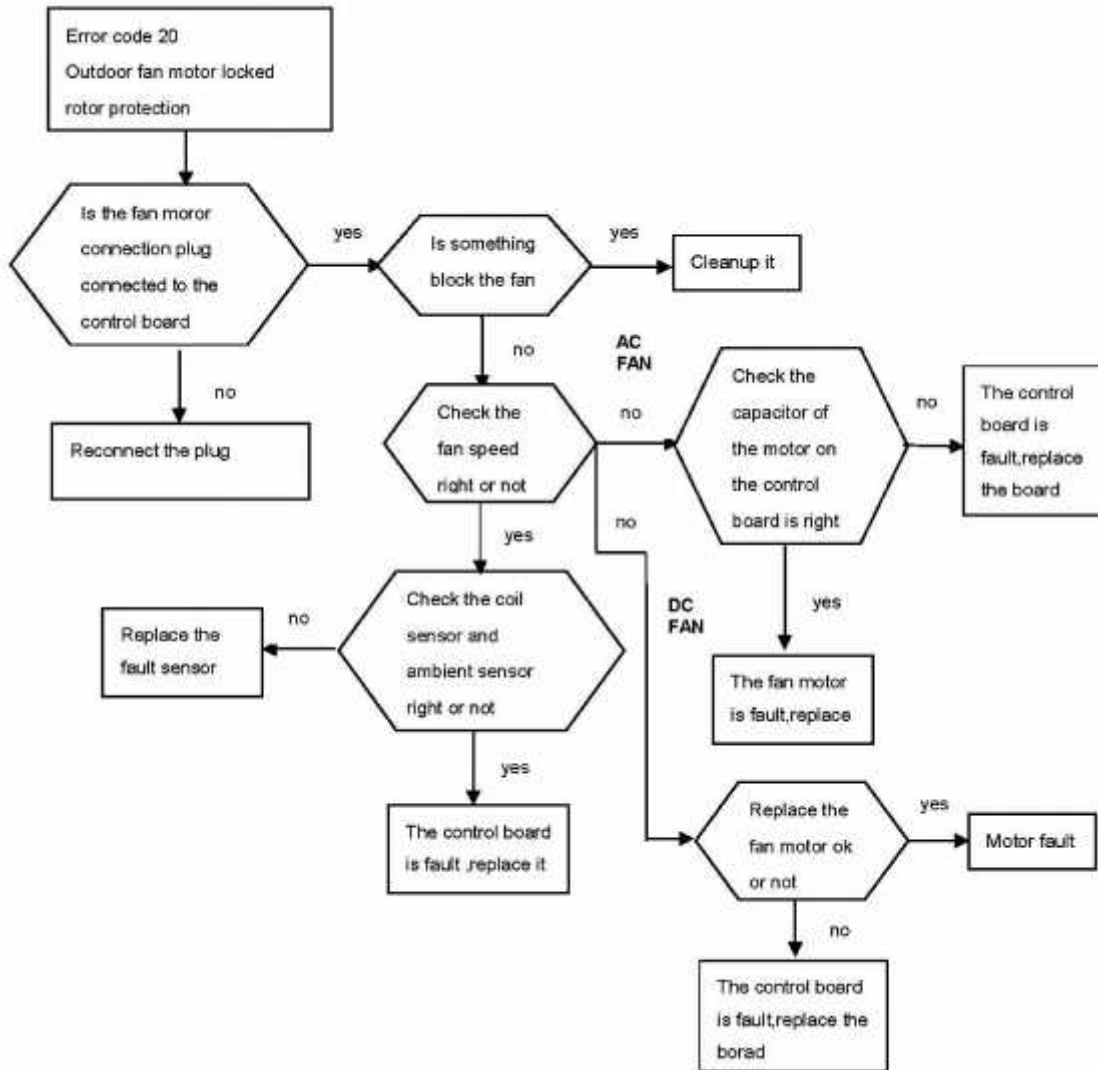 Error code 20
Outdoor fan motor locked
rotor protection
Is the fan moror
connection plug
connected to the
control board
yes
Is something
block the fan
yes
Cleanup it
no
Reconnect the plug
no
AC
FAN
Check the
fan speed
right or not
no
Check the
capacitor of
the motor on
the control
board is right
no
The control
board is
fault,replace
the board
no
yes
Check the coil
sensor and
ambient sensor
right or not
no
Replace the
fault sensor
DC
FAN
yes
The fan motor
is fault,replace
yes
The control board
is fault ,replace it
Replace the
fan motor ok
or not
yes
Motor fault
no
The control board
is fault,replace the
borad